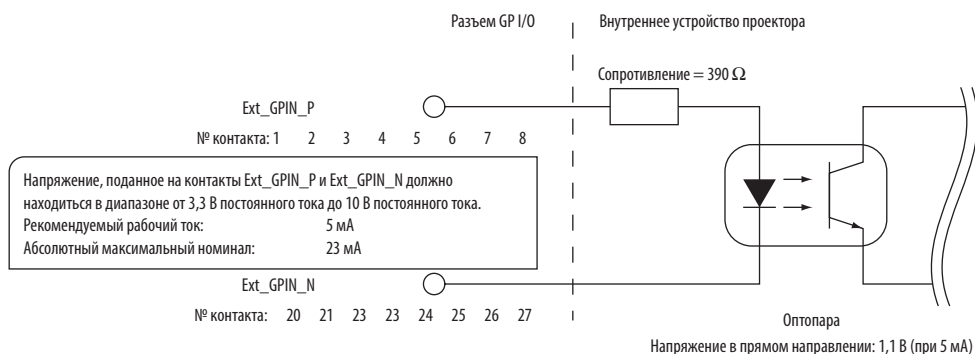 Разъем GP I/O
Внутреннее устройство проектора
Сопротивление = 390 Ω
Ext_GPIN_P
№ контакта: 1 2 3 4 5 6 7 8
Напряжение, поданное на контакты Ext_GPIN_P и Ext_GPIN_N должно
находиться в диапазоне от 3,3 В постоянного тока до 10 В постоянного тока.
Рекомендуемый рабочий ток: 5 мА
Абсолютный максимальный номинал: 23 мА
Ext_GPIN_N
№ контакта: 20 21 23 23 24 25 26 27
Оптопара
Напряжение в прямом направлении: 1,1 В (при 5 мА)